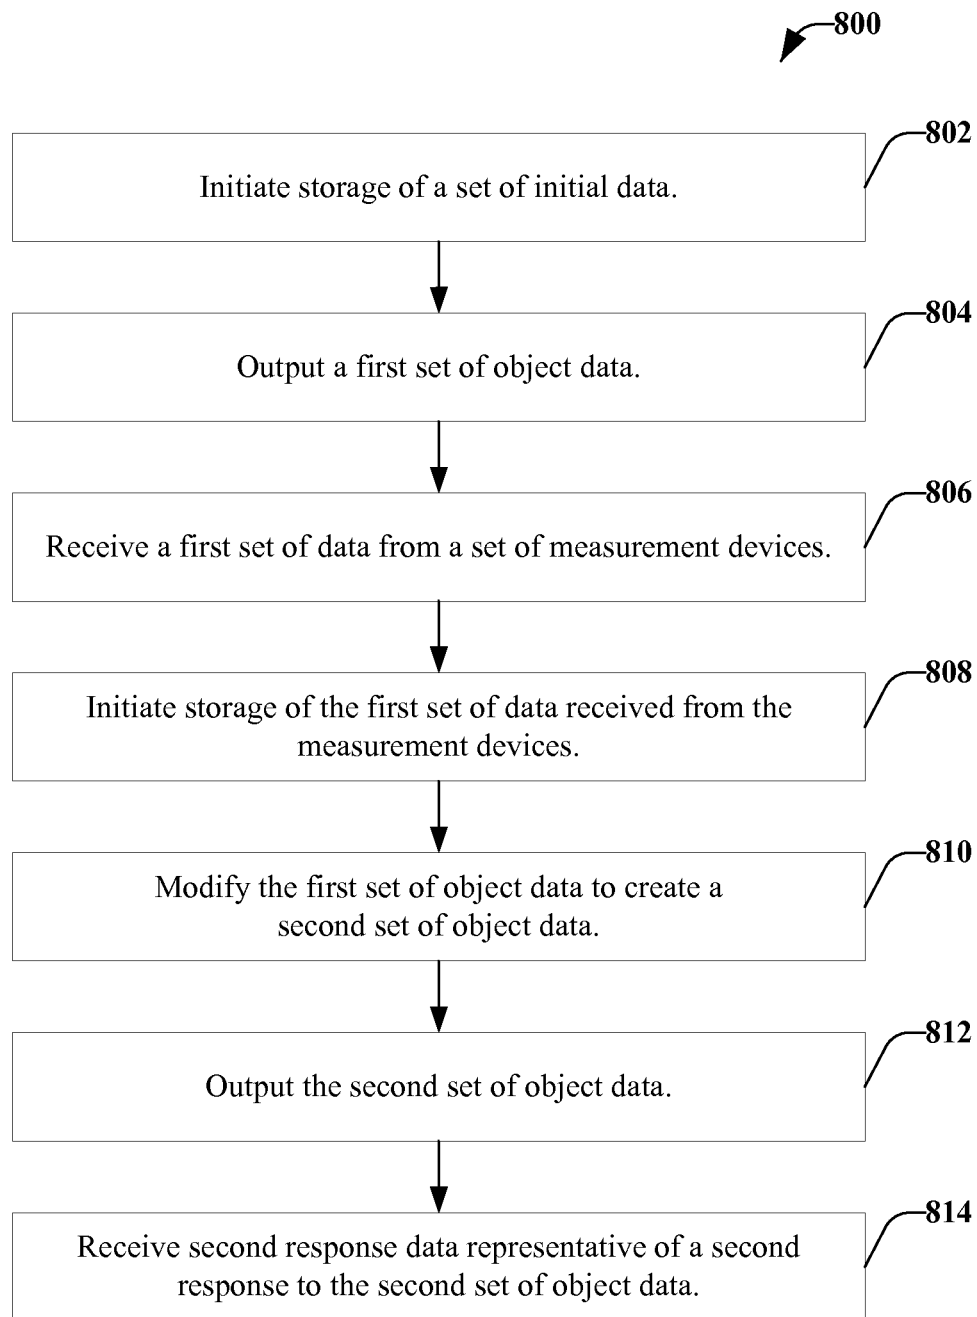 800
802
Initiate storage of a set of initial data.
804
Output a first set of object data.
806
Receive a first set of data from a set of measurement devices.
808
Initiate storage of the first set of data received from the
measurement devices.
810
Modify the first set of object data to create a
second set of object data.
812
Output the second set of object data.
814
Receive second response data representative of a second
response to the second set of object data.